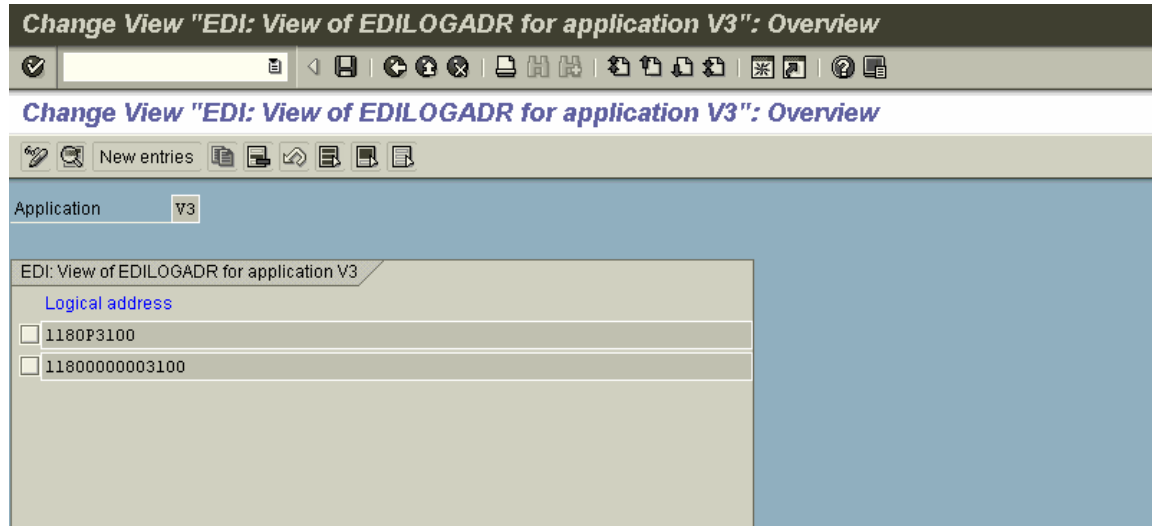 Change View "EDI: View of EDILOGADR for application V3": Overview
Change View "EDI: View of EDILOGADR for application V3": Overview
New entries
Application V3
EDI: View of EDILOGADR for application V3
Logical address
1180P3100
11800000003100